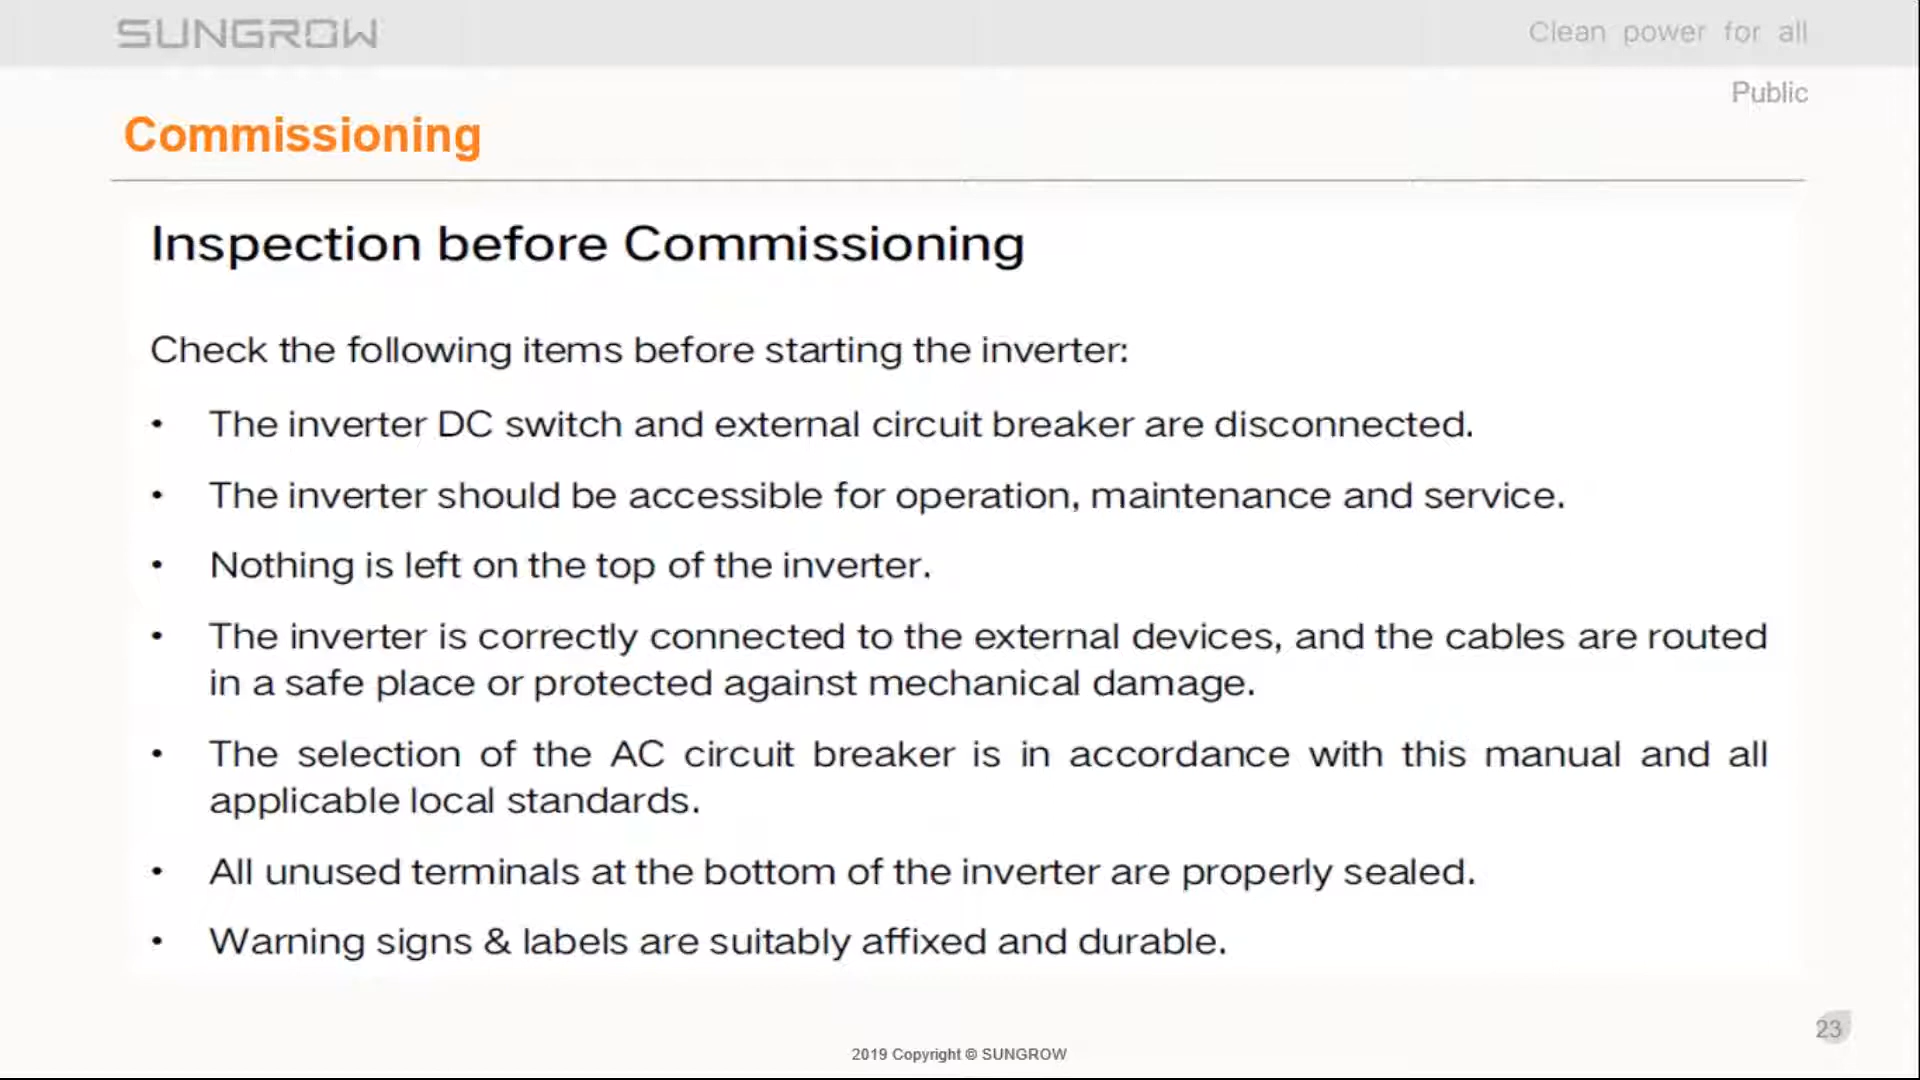 SUNGROW
Clean power for all
Public
Commissioning
Inspection before Commissioning
Check the following items before starting the inverter:
• The inverter DC switch and external circuit breaker are disconnected.
• The inverter should be accessible for operation, maintenance and service.
• Nothing is left on the top of the inverter.
• The inverter is correctly connected to the external devices, and the cables are routed
in a safe place or protected against mechanical damage.
• The selection of the AC circuit breaker is in accordance with this manual and all
applicable local standards.
• All unused terminals at the bottom of the inverter are properly sealed.
• Warning signs & labels are suitably affixed and durable.
23
2019 Copyright © SUNGROW